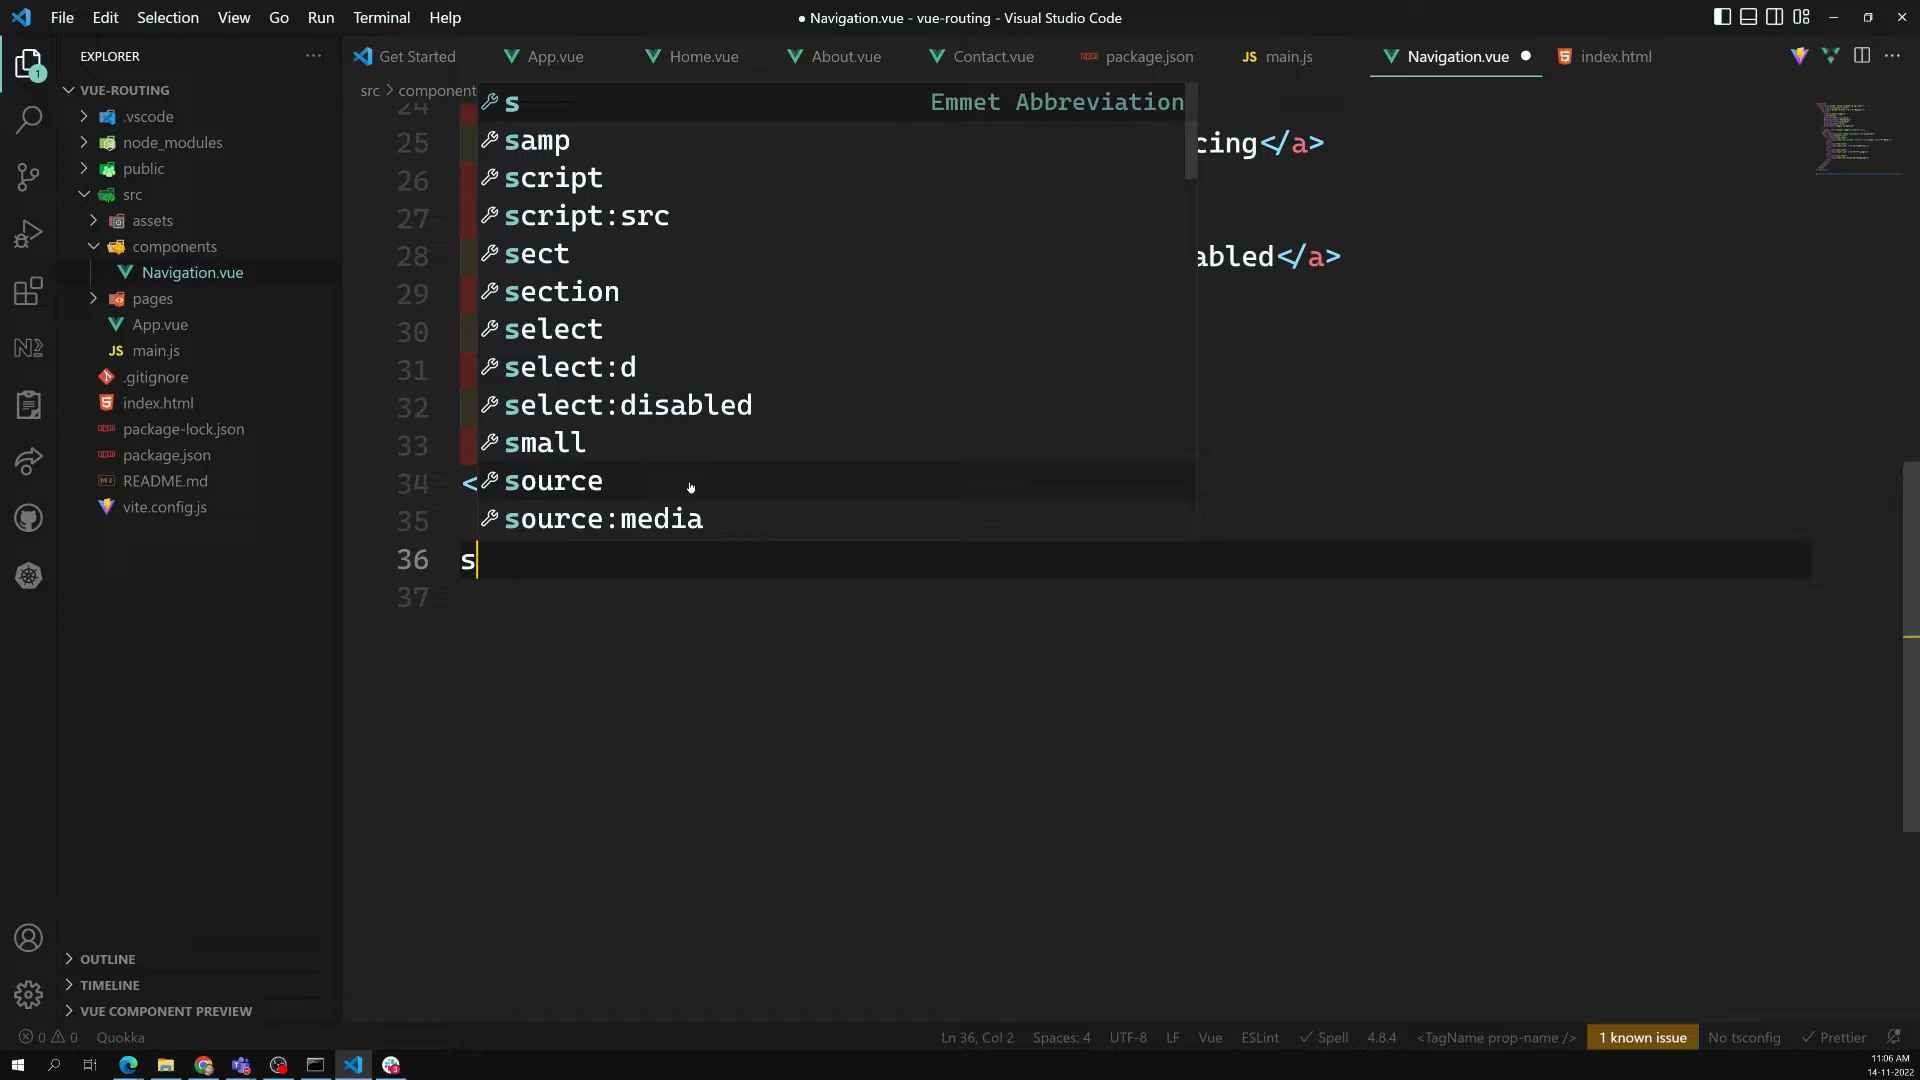 File Edit Selection View Go Run Terminal Help
● Navigation.vue - vue-routing - Visual Studio Code
EXPLORER
Get Started
App.vue
Home.vue
About.vue
Contact.vue
package.json
JS main.js
Navigation.vue
index.html
1
VUE-ROUTING
.vscode
node_modules
public
src
assets
components
Navigation.vue
pages
App.vue
JS main.js
.gitignore
index.html
package-lock.json
package.json
README.md
vite.config.js
src > component
24
25 cing</a>
26
27
28 abled</a>
29
30
31
32
33
34 <
35
36 s
37
s Emmet Abbreviation
samp
script
script:src
sect
section
select
select:d
select:disabled
small
source
source:media
OUTLINE
TIMELINE
VUE COMPONENT PREVIEW
0 0 Quokka
Ln 36, Col 2
Spaces: 4
UTF-8
LF
Vue
ESLint
Spell
4.8.4
<TagName prop-name />
1 known issue
No tsconfig
Prettier
11:06 AM
14-11-2022